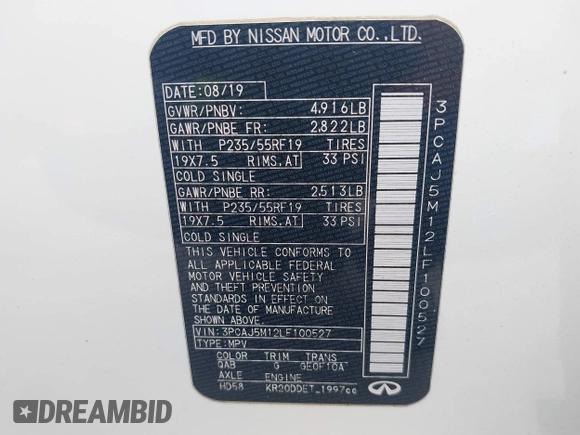 MFD BY NISSAN MOTOR CO.,LTD.
DATE: 08/19
GVWR/PNBV: 4.916LB
GAWR/PNBE FR: 2.822LB
WITH P235/55RF19 TIRES
19X7.5 RIMS.AT 33 PSI
COLD SINGLE
GAWR/PNBE RR: 2.513LB
WITH P235/55RF19 TIRES
19X7.5 RIMS.AT 33 PSI
COLD SINGLE
THIS VEHICLE CONFORMS TO
ALL APPLICABLE FEDERAL
MOTOR VEHICLE SAFETY
AND THEFT PREVENTION
STANDARDS IN EFFECT ON
THE DATE OF MANUFACTURE
SHOWN ABOVE.
VIN: 3PCAJ5M12LF100527
TYPE: MPV
COLOR TRIM TRANS
QAB G GE0F10A
AXLE ENGINE
HD58 KR20DDET_1997cc
3PCAJ5M12LF100527
DREAMBID